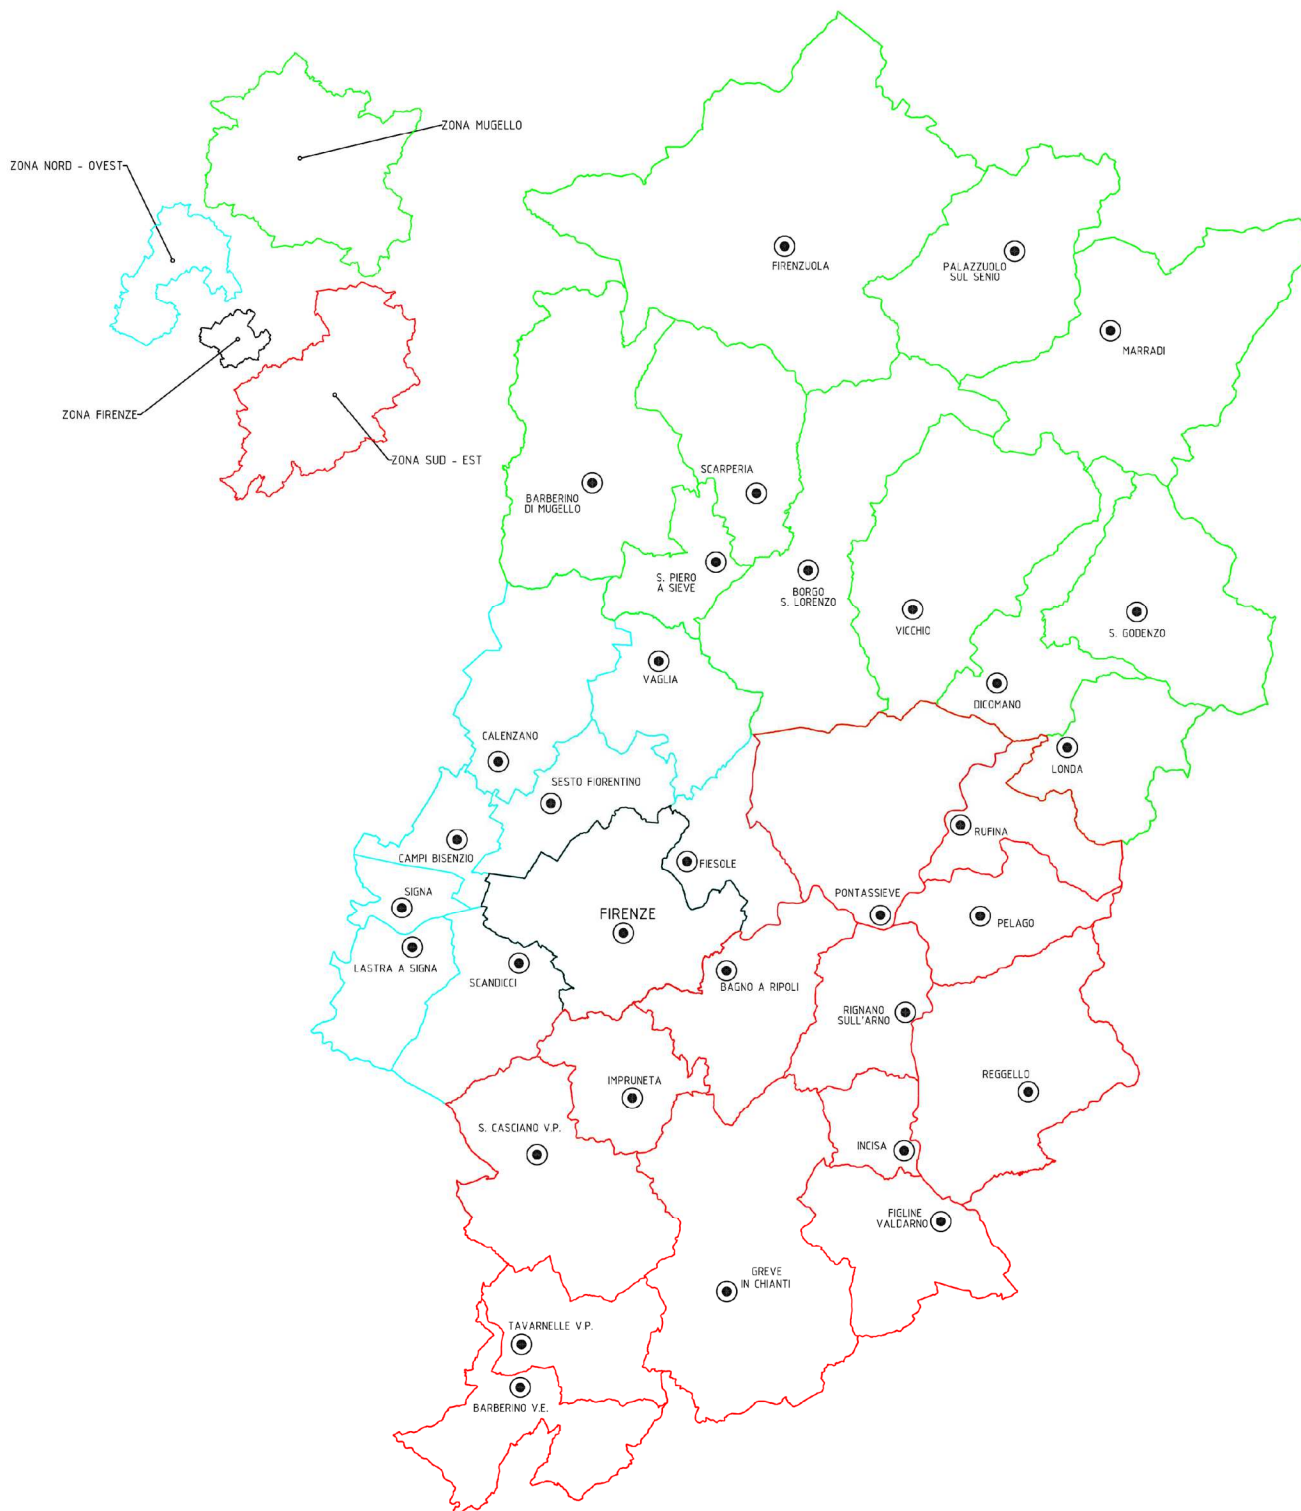 ZONA MUGELLO
ZONA NORD - OVEST
ZONA FIRENZE
ZONA SUD - EST
FIRENZUOLA
PALAZZUOLO
SUL SENIO
MARRADI
SCARPERIA
BARBERINO
DI MUGELLO
S. PIERO
A SIEVE
BORGO
S. LORENZO
VICCHIO
S. GODENZO
VAGLIA
DICOMANO
CALENZANO
LONDA
SESTO FIORENTINO
RUFINA
CAMPI BISENZIO
FIESOLE
SIGNA
PONTASSIEVE
FIRENZE
PELAGO
LASTRA A SIGNA
SCANDICCI
BAGNO A RIPOLI
RIGNANO
SULL'ARNO
IMPRUNETA
REGGELLO
S. CASCIANO V.P.
INCISA
FIGLINE
VALDARNO
GREVE
IN CHIANTI
TAVARNELLE V.P.
BARBERINO V.E.